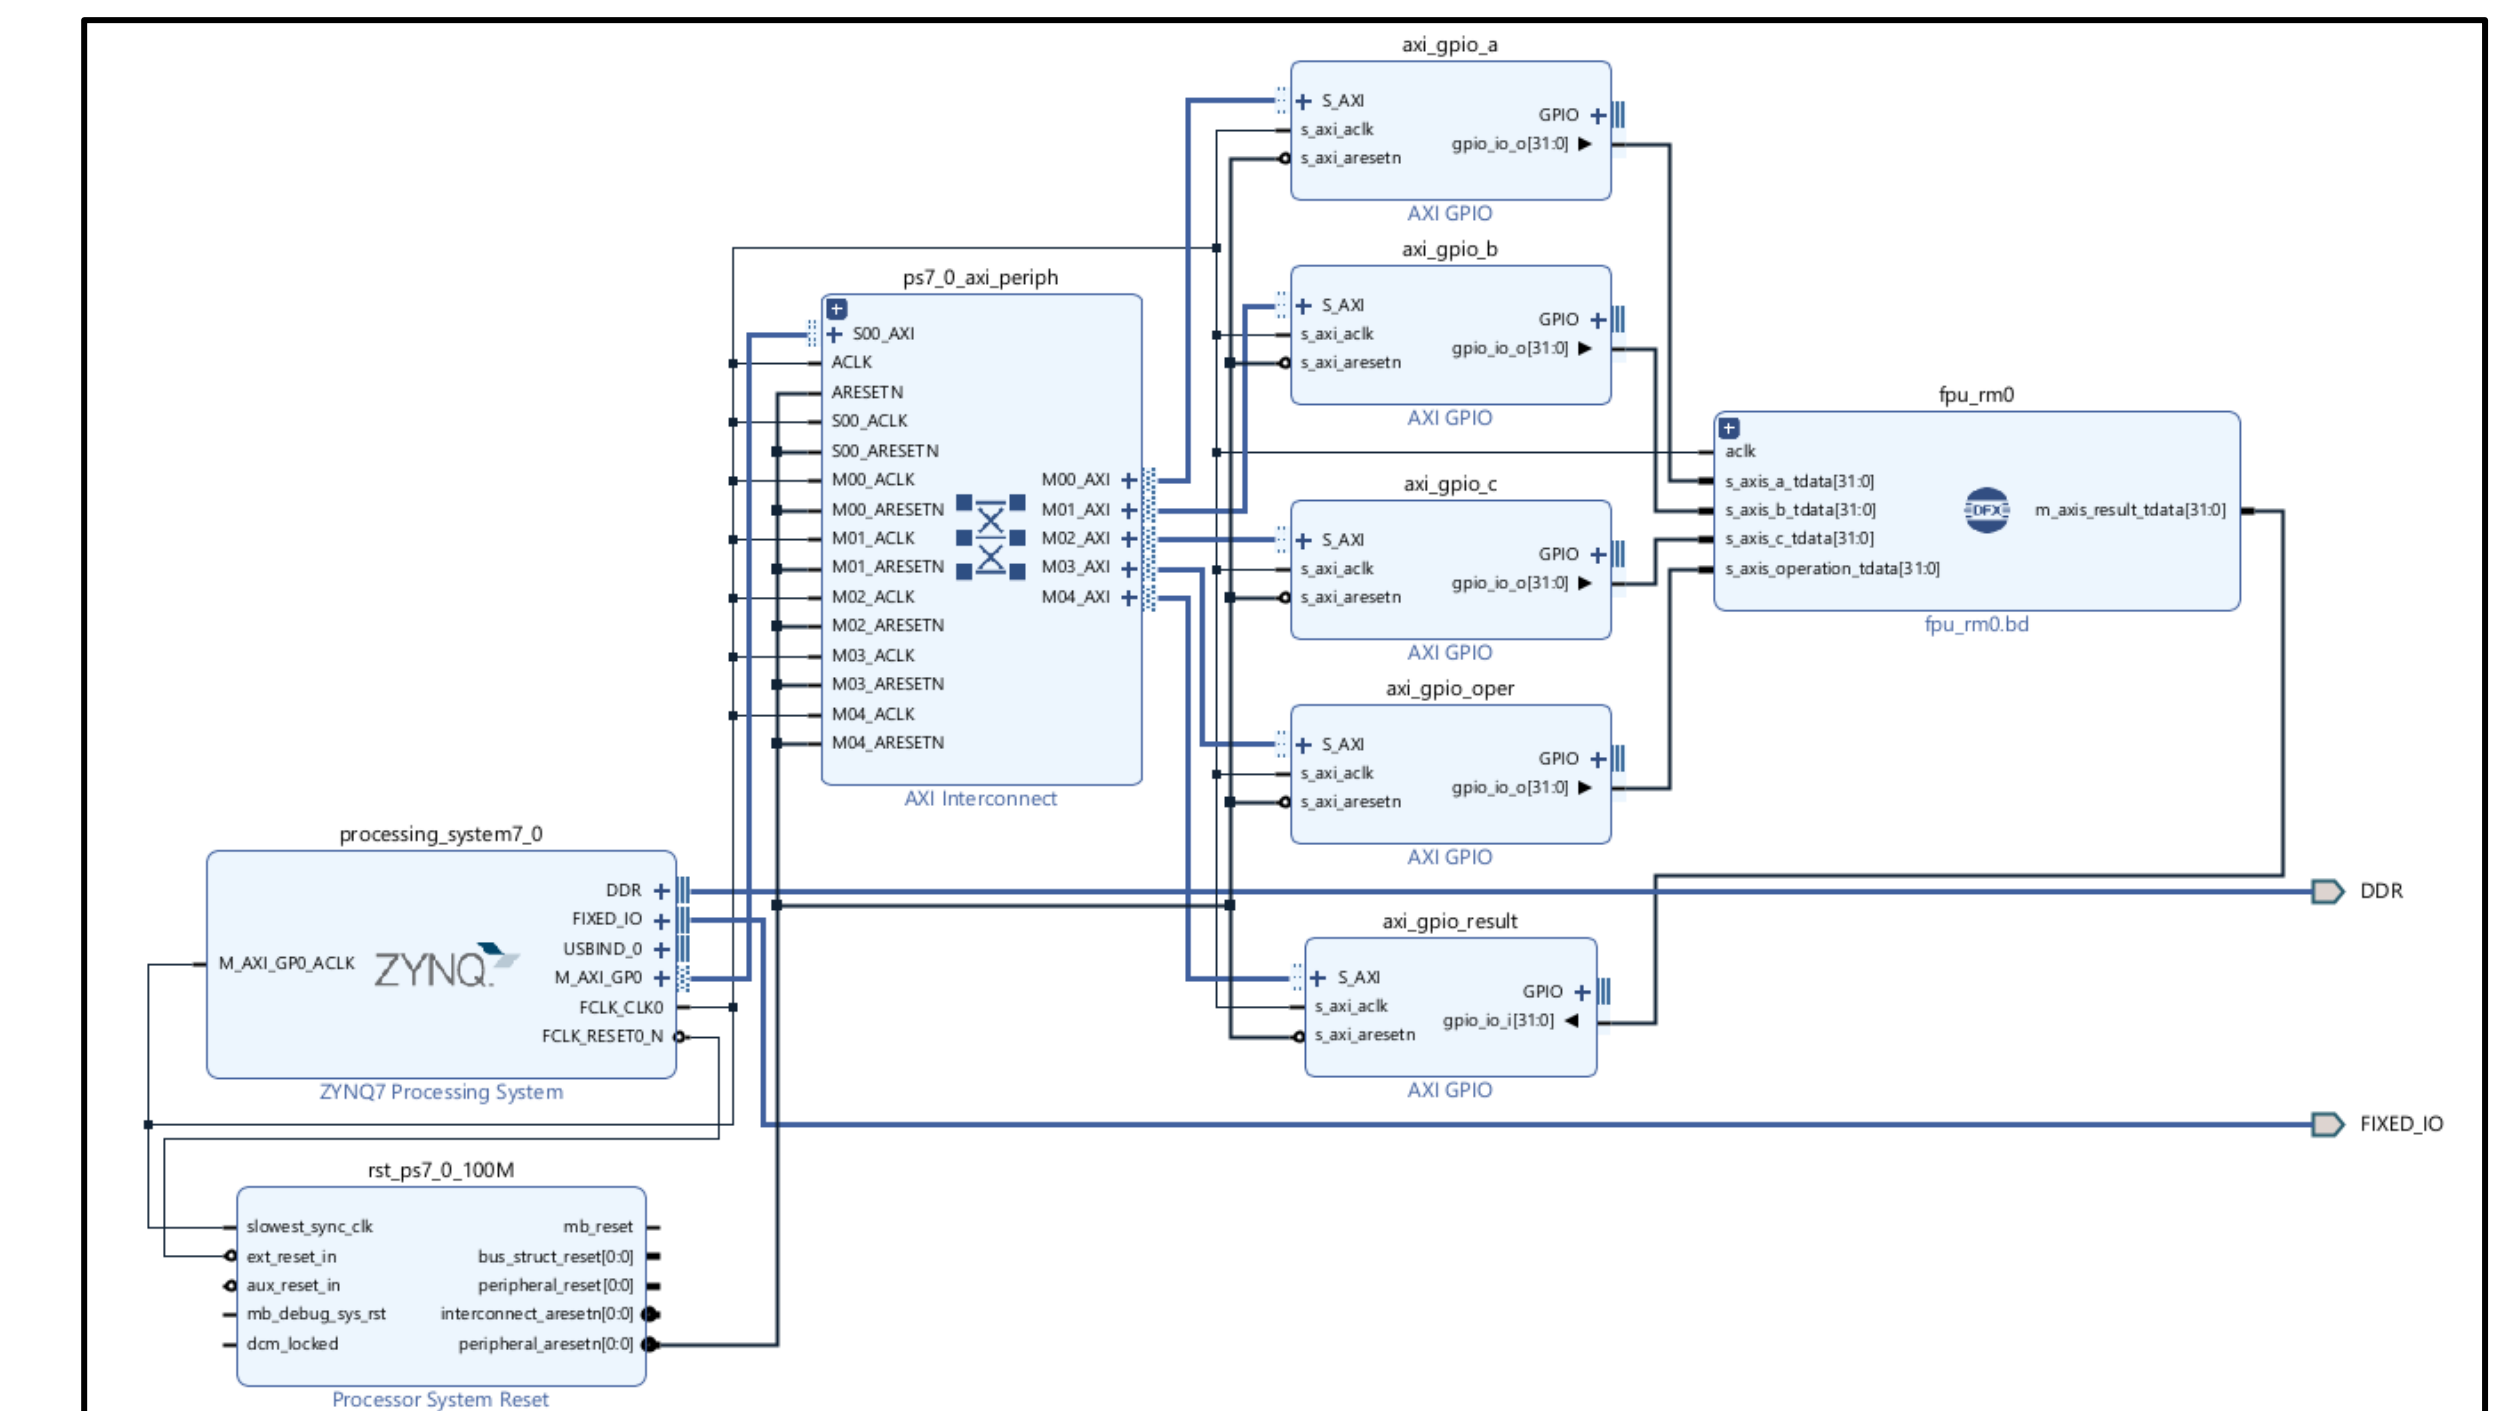 axi_gpio_a
S_AXI
s_axi_aclk
s_axi_aresetn
GPIO
gpio_io_o[31:0]
AXI GPIO
axi_gpio_b
S_AXI
s_axi_aclk
s_axi_aresetn
GPIO
gpio_io_o[31:0]
AXI GPIO
ps7_0_axi_periph
S00_AXI
ACLK
ARESETN
S00_ACLK
S00_ARESETN
M00_ACLK
M00_ARESETN
M01_ACLK
M01_ARESETN
M02_ACLK
M02_ARESETN
M03_ACLK
M03_ARESETN
M04_ACLK
M04_ARESETN
M00_AXI
M01_AXI
M02_AXI
M03_AXI
M04_AXI
AXI Interconnect
axi_gpio_c
S_AXI
s_axi_aclk
s_axi_aresetn
GPIO
gpio_io_o[31:0]
AXI GPIO
fpu_rm0
aclk
s_axis_a_tdata[31:0]
s_axis_b_tdata[31:0]
s_axis_c_tdata[31:0]
s_axis_operation_tdata[31:0]
DFX
m_axis_result_tdata[31:0]
fpu_rm0.bd
axi_gpio_oper
S_AXI
s_axi_aclk
s_axi_aresetn
GPIO
gpio_io_o[31:0]
AXI GPIO
processing_system7_0
M_AXI_GP0_ACLK
ZYNQ.
DDR
FIXED_IO
USBIND_0
M_AXI_GP0
FCLK_CLK0
FCLK_RESET0_N
ZYNQ7 Processing System
axi_gpio_result
S_AXI
s_axi_aclk
s_axi_aresetn
GPIO
gpio_io_i[31:0]
AXI GPIO
DDR
FIXED_IO
rst_ps7_0_100M
slowest_sync_clk
ext_reset_in
aux_reset_in
mb_debug_sys_rst
dcm_locked
mb_reset
bus_struct_reset[0:0]
peripheral_reset[0:0]
interconnect_aresetn[0:0]
peripheral_aresetn[0:0]
Processor System Reset